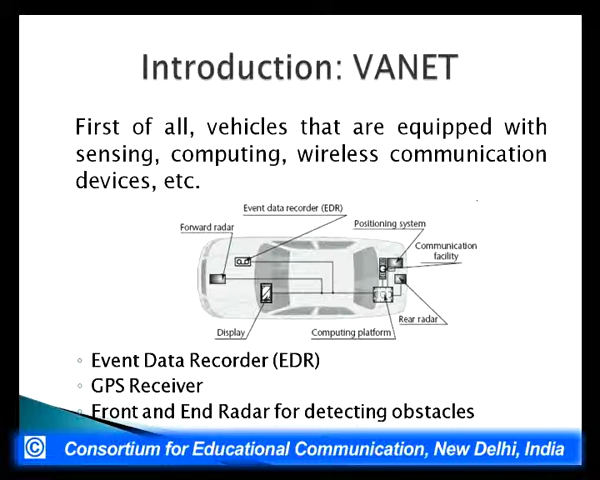 Introduction: VANET
First of all, vehicles that are equipped with
sensing, computing, wireless communication
devices, etc.
Event data recorder (EDR)
Forward radar
Positioning system
Communication
facility
Rear radar
Display
Computing platform
◦ Event Data Recorder (EDR)
◦ GPS Receiver
◦ Front and End Radar for detecting obstacles
© Consortium for Educational Communication, New Delhi, India